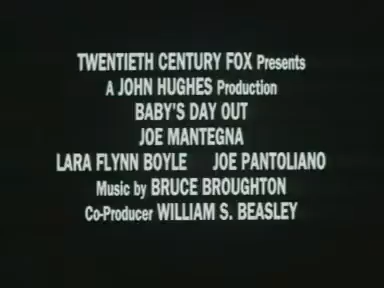 TWENTIETH CENTURY FOX Presents
A JOHN HUGHES Production
BABY'S DAY OUT
JOE MANTEGNA
LARA FLYNN BOYLE JOE PANTOLIANO
Music by BRUCE BROUGHTON
Co-Producer WILLIAM S. BEASLEY